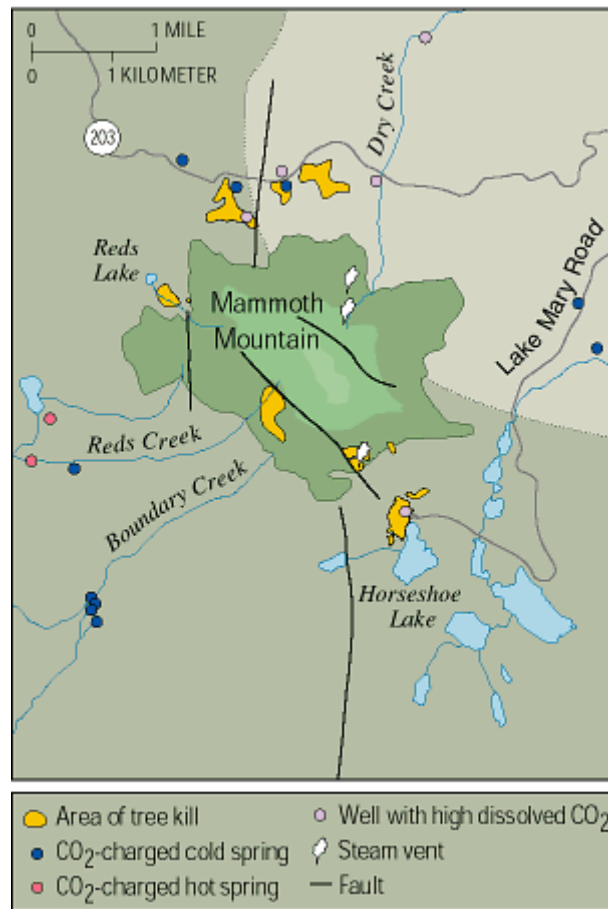 0 1 MILE
0 1 KILOMETER
203
Dry Creek
Reds
Lake
Mammoth
Mountain
Lake Mary Road
Reds Creek
Boundary Creek
Horseshoe
Lake
Area of tree kill
CO2-charged cold spring
CO2-charged hot spring
Well with high dissolved CO2
Steam vent
Fault